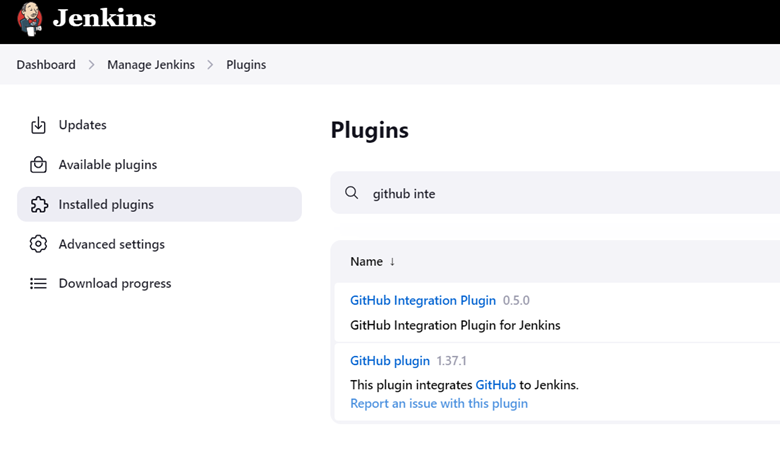 Jenkins
Dashboard > Manage Jenkins > Plugins
Updates
Available plugins
Installed plugins
Advanced settings
Download progress
Plugins
github inte
Name ↓
GitHub Integration Plugin 0.5.0
GitHub Integration Plugin for Jenkins
GitHub plugin 1.37.1
This plugin integrates GitHub to Jenkins.
Report an issue with this plugin